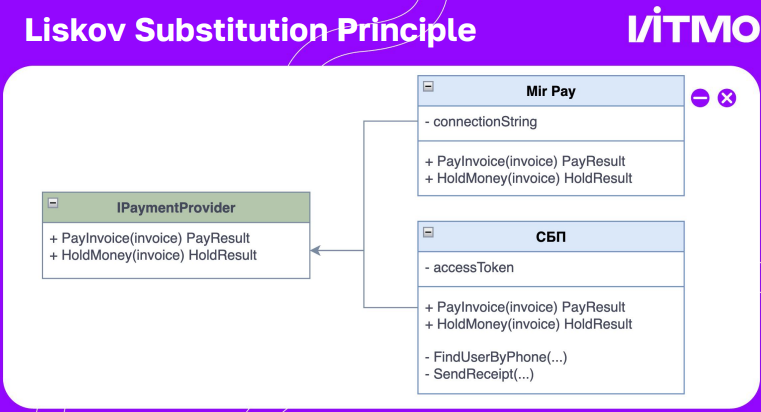 Liskov Substitution Principle
ITMO
IPaymentProvider
+ PayInvoice(invoice) PayResult
+ HoldMoney(invoice) HoldResult
Mir Pay
- connectionString
+ PayInvoice(invoice) PayResult
+ HoldMoney(invoice) HoldResult
СБП
- accessToken
+ PayInvoice(invoice) PayResult
+ HoldMoney(invoice) HoldResult
- FindUserByPhone(...)
- SendReceipt(...)